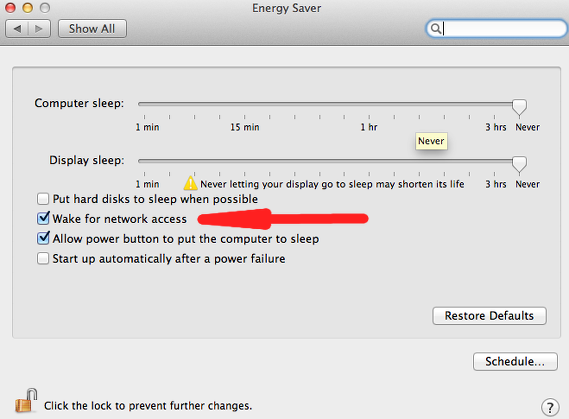 Energy Saver
Show All
Computer sleep:
1 min 15 min 1 hr 3 hrs Never
Never
Display sleep:
1 min Never letting your display go to sleep may shorten its life 3 hrs Never
Put hard disks to sleep when possible
Wake for network access
Allow power button to put the computer to sleep
Start up automatically after a power failure
Restore Defaults
Schedule...
Click the lock to prevent further changes.
?